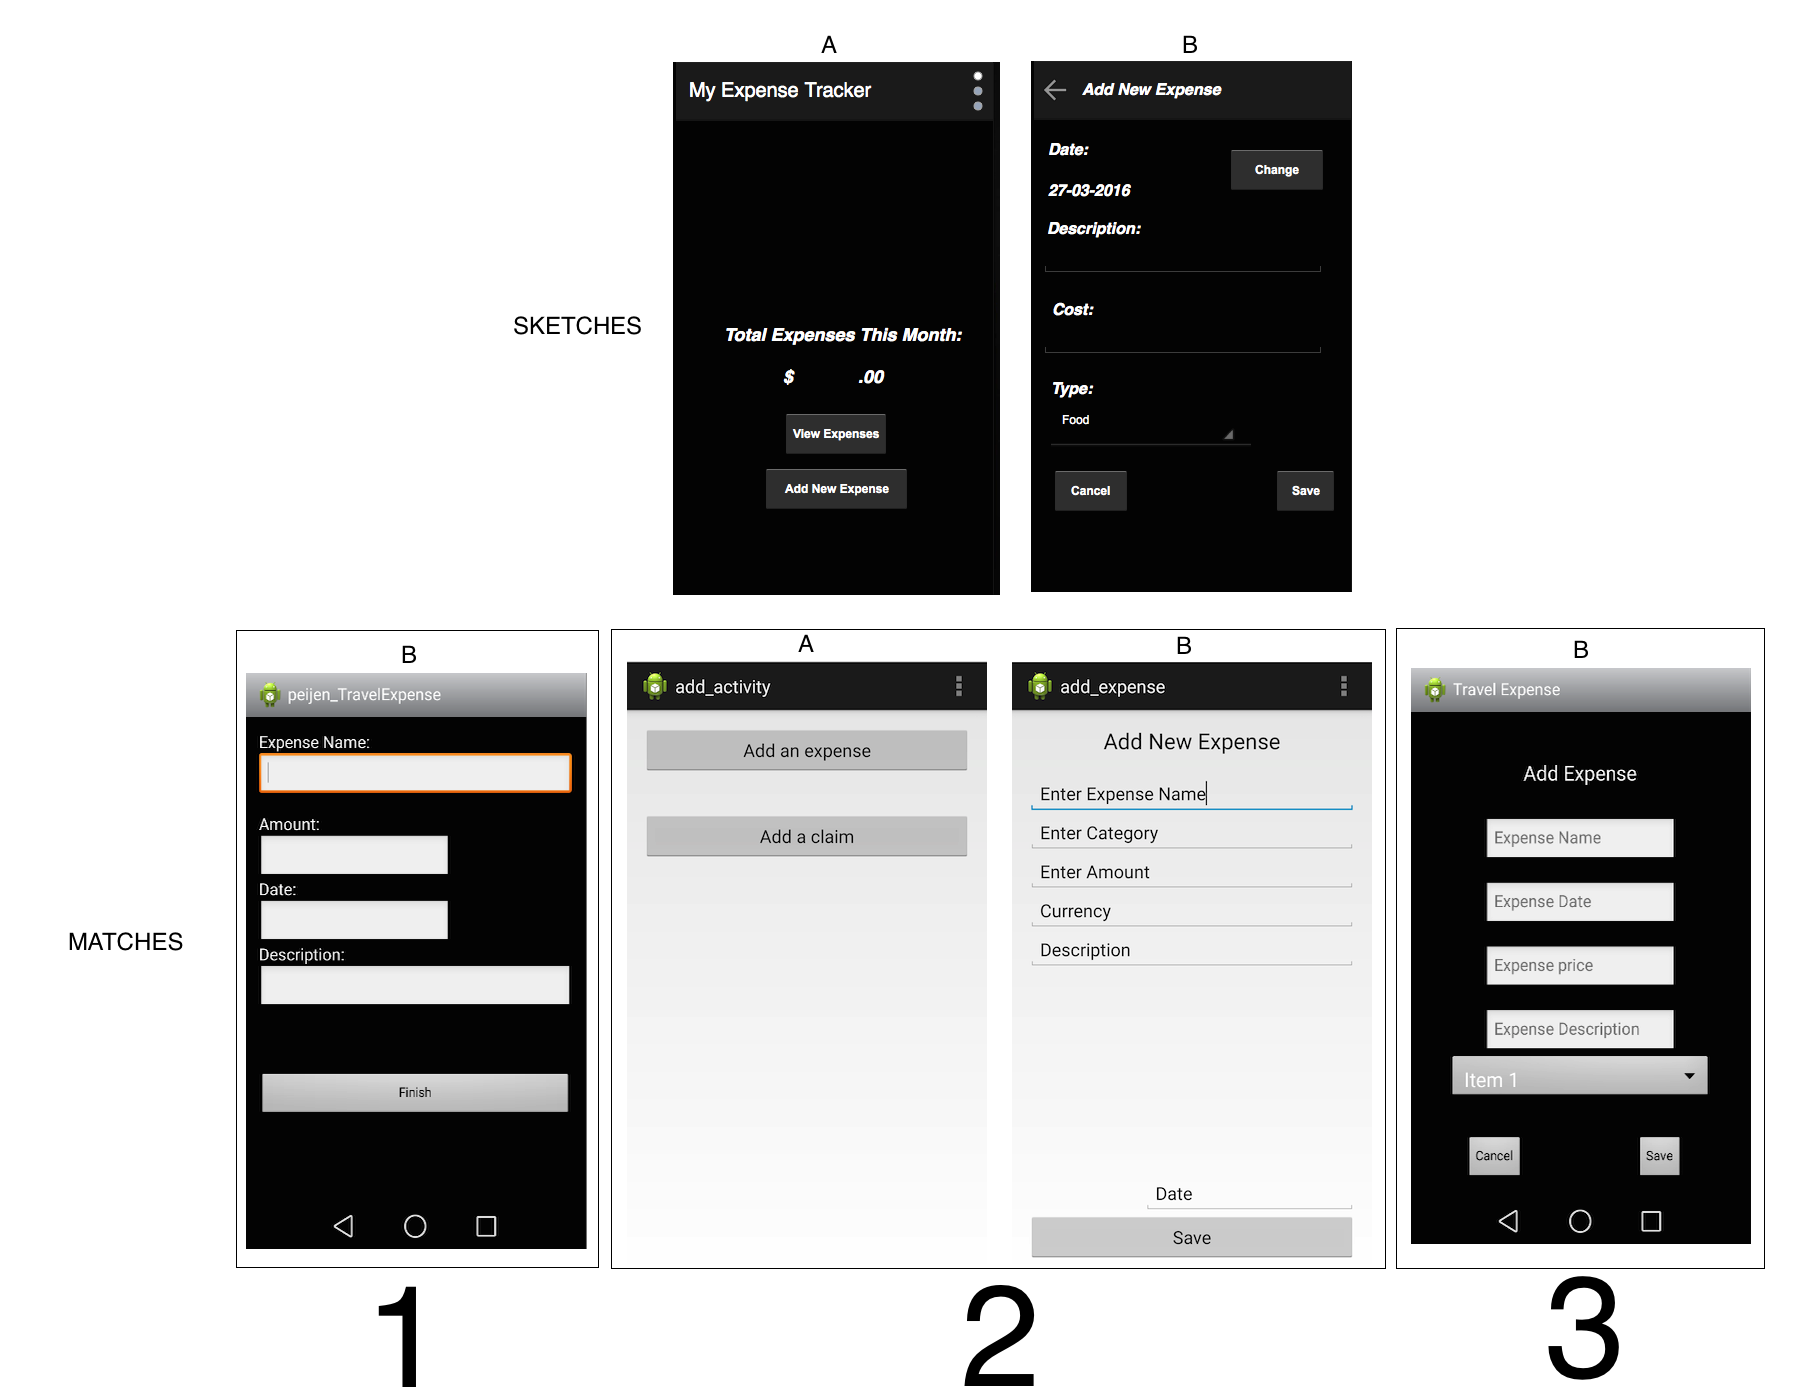 A
My Expense Tracker
Total Expenses This Month:
$ .00
View Expenses
Add New Expense
B
Add New Expense
Date:
Change
27-03-2016
Description:
Cost:
Type:
Food
Cancel
Save
SKETCHES
MATCHES
B
peijen_TravelExpense
Expense Name:
Amount:
Date:
Description:
Finish
1
A
add_activity
Add an expense
Add a claim
B
add_expense
Add New Expense
Enter Expense Name
Enter Category
Enter Amount
Currency
Description
Date
Save
2
B
Travel Expense
Add Expense
Expense Name
Expense Date
Expense price
Expense Description
Item 1
Cancel
Save
3